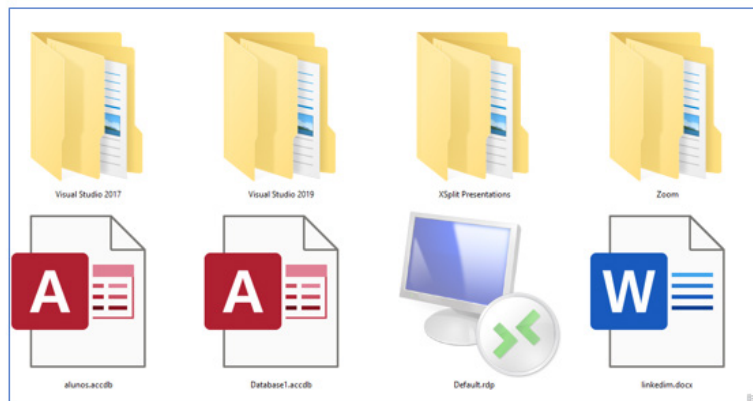 Visual Studio 2017
Visual Studio 2019
XSplit Presentations
Zoom
A
A
W
alunos.accdb
Database1.accdb
Default.rdp
linkedim.docx